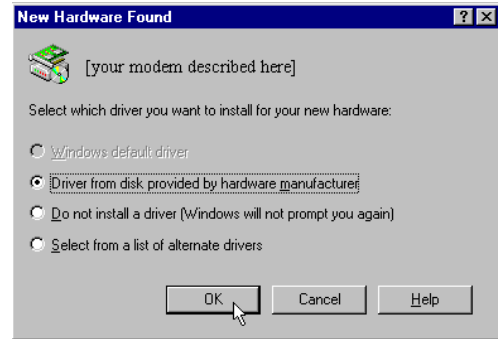 New Hardware Found
[your modem described here]
Select which driver you want to install for your new hardware:
Windows default driver
Driver from disk provided by hardware manufacturer
Do not install a driver (Windows will not prompt you again)
Select from a list of alternate drivers
OK Cancel Help